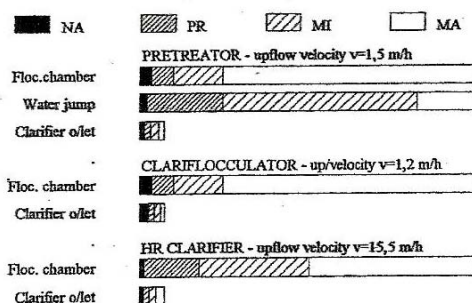 NA PR MI MA
PRETREATOR - upflow velocity v=1,5 m/h
Floc.chamber
Water jump
Clarifier o/let
CLARIFLOCCULATOR - up/velocity v=1,2 m/h
Floc. chamber
Clarifier o/let
HR CLARIFIER - upflow velocity v=15,5 m/h
Floc. chamber
Clarifier o/let